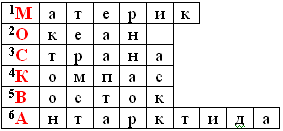 1Материк
2Океан
3Страна
4Компас
5Восток
6Антарктида